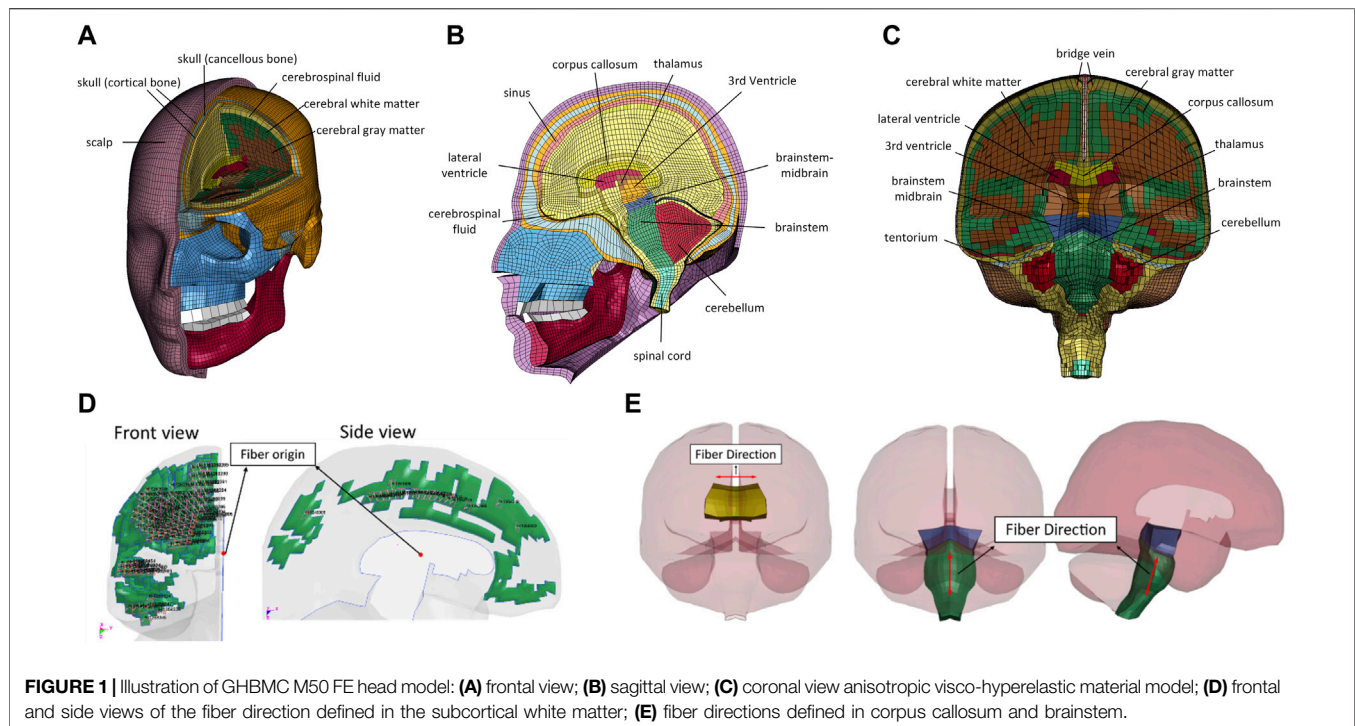 A
skull (cancellous bone)
skull (cortical bone)
cerebrospinal fluid
cerebral white matter
cerebral gray matter
scalp
B
corpus callosum
thalamus
3rd Ventricle
sinus
lateral
ventricle
brainstem-
midbrain
cerebrospinal
fluid
brainstem
cerebellum
spinal cord
C
bridge vein
cerebral white matter
cerebral gray matter
corpus callosum
lateral ventricle
3rd ventricle
thalamus
brainstem
midbrain
brainstem
tentorium
cerebellum
D
Front view
Side view
Fiber origin
E
Fiber Direction
Fiber Direction
FIGURE 1 | Illustration of GHBMC M50 FE head model: (A) frontal view; (B) sagittal view; (C) coronal view anisotropic visco-hyperelastic material model; (D) frontal
and side views of the fiber direction defined in the subcortical white matter; (E) fiber directions defined in corpus callosum and brainstem.